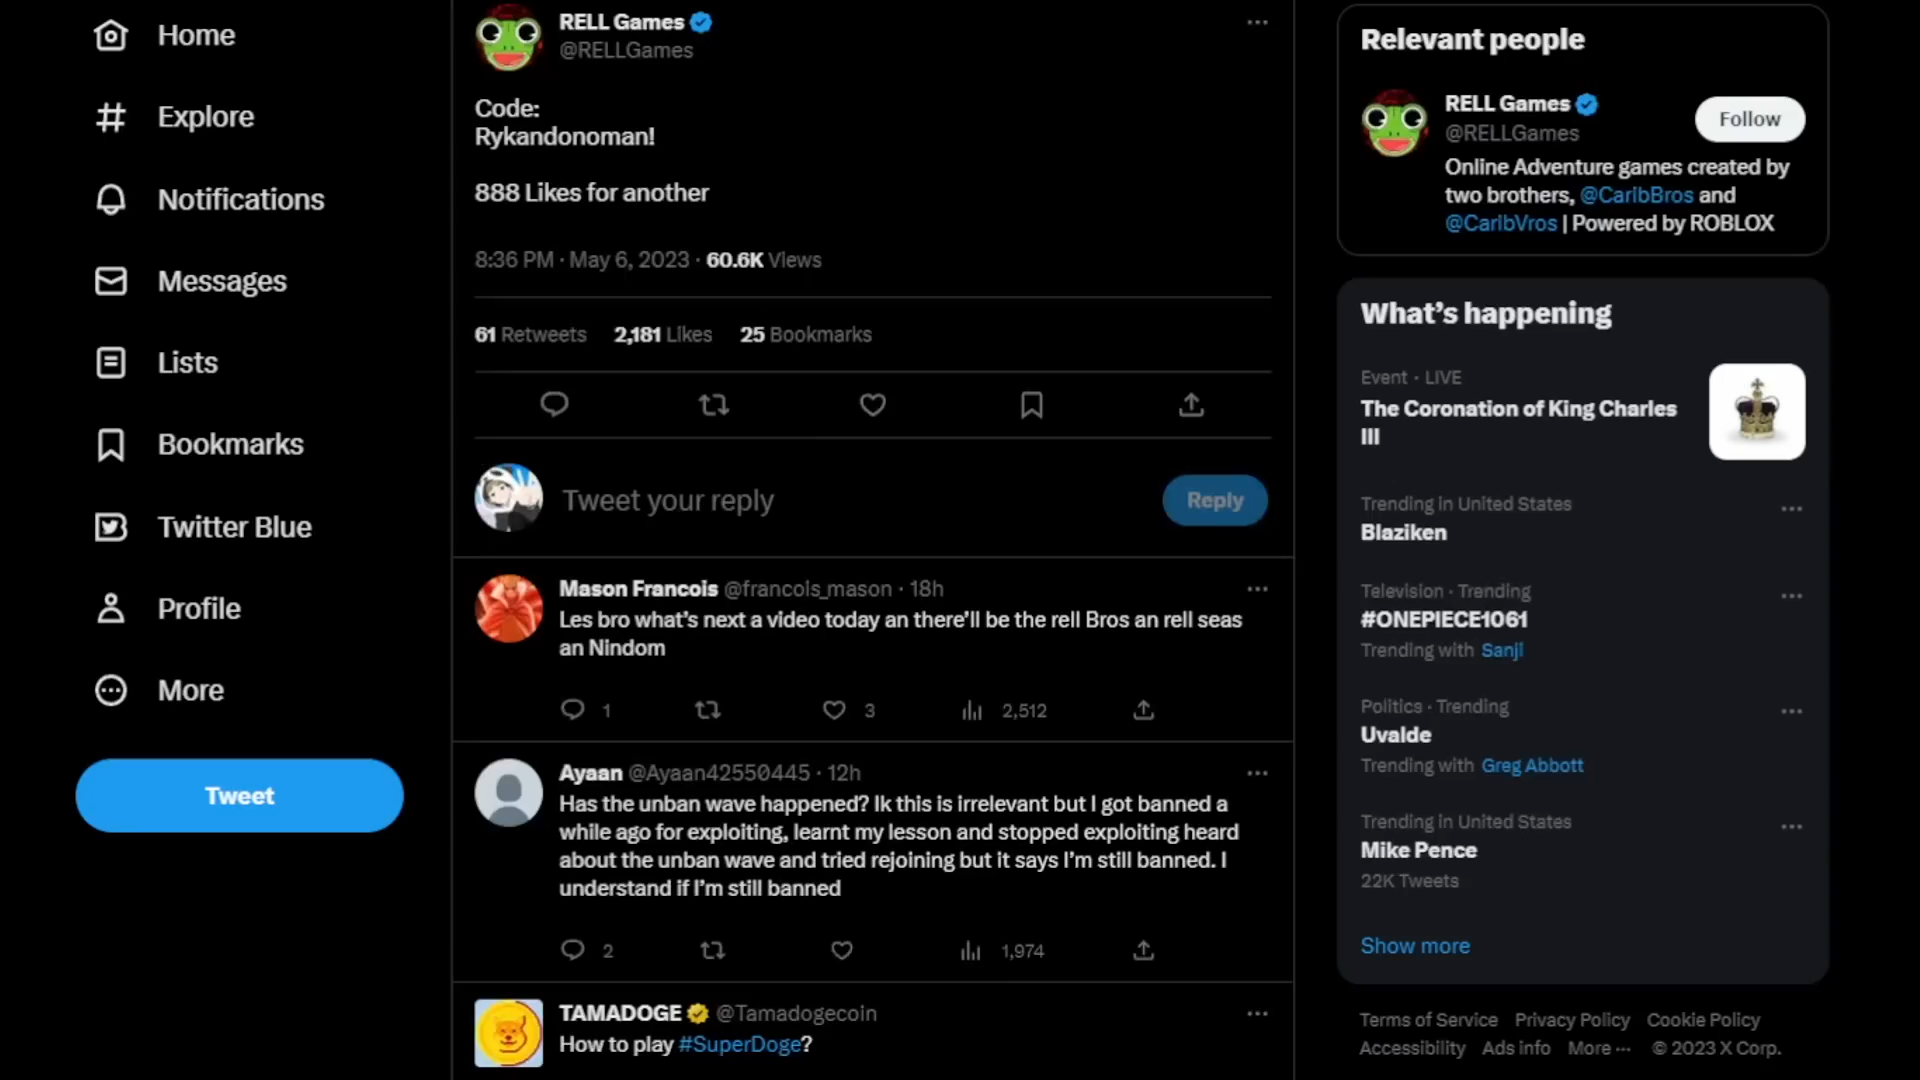 Home
Explore
Notifications
Messages
Lists
Bookmarks
Twitter Blue
Profile
More
Tweet
RELL Games
@RELLGames
Code:
Rykandonoman!
888 Likes for another
8:36 PM · May 6, 2023 · 60.6K Views
61 Retweets 2,181 Likes 25 Bookmarks
Tweet your reply
Reply
Mason Francois @francois_mason · 18h
Les bro what's next a video today an there'll be the rell Bros an rell seas
an Nindom
1 3 2,512
Ayaan @Ayaan42550445 · 12h
Has the unban wave happened? Ik this is irrelevant but I got banned a
while ago for exploiting, learnt my lesson and stopped exploiting heard
about the unban wave and tried rejoining but it says I'm still banned. I
understand if I'm still banned
2 1,974
TAMADOGE @Tamadogecoin
How to play #SuperDoge?
Relevant people
RELL Games
@RELLGames
Follow
Online Adventure games created by
two brothers, @CaribBros and
@CaribVros | Powered by ROBLOX
What's happening
Event · LIVE
The Coronation of King Charles
III
Trending in United States
Blaziken
Television · Trending
#ONEPIECE1061
Trending with Sanji
Politics · Trending
Uvalde
Trending with Greg Abbott
Trending in United States
Mike Pence
22K Tweets
Show more
Terms of Service Privacy Policy Cookie Policy
Accessibility Ads info More ··· © 2023 X Corp.